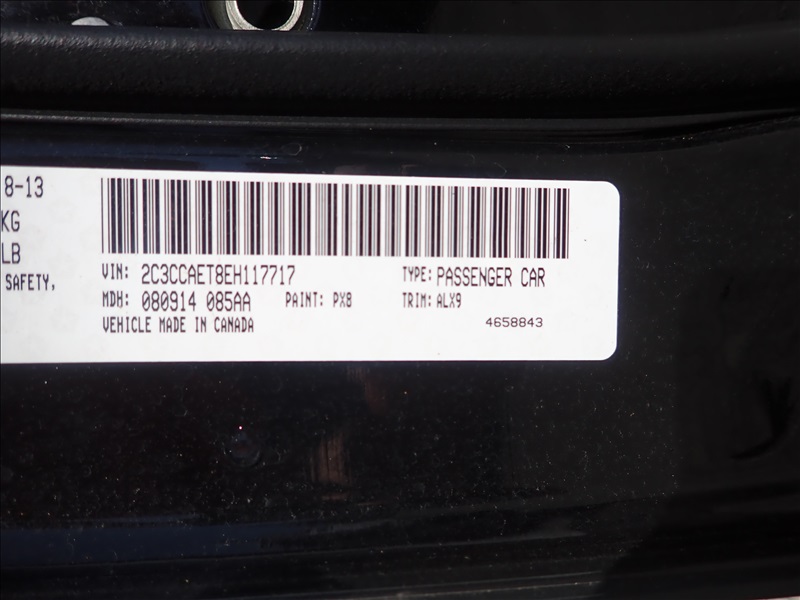 8-13
KG
LB
SAFETY,
VIN: 2C3CCAET8EH117717 TYPE: PASSENGER CAR
MDH: 080914 085AA PAINT: PX8 TRIM: ALX9
VEHICLE MADE IN CANADA 4658843